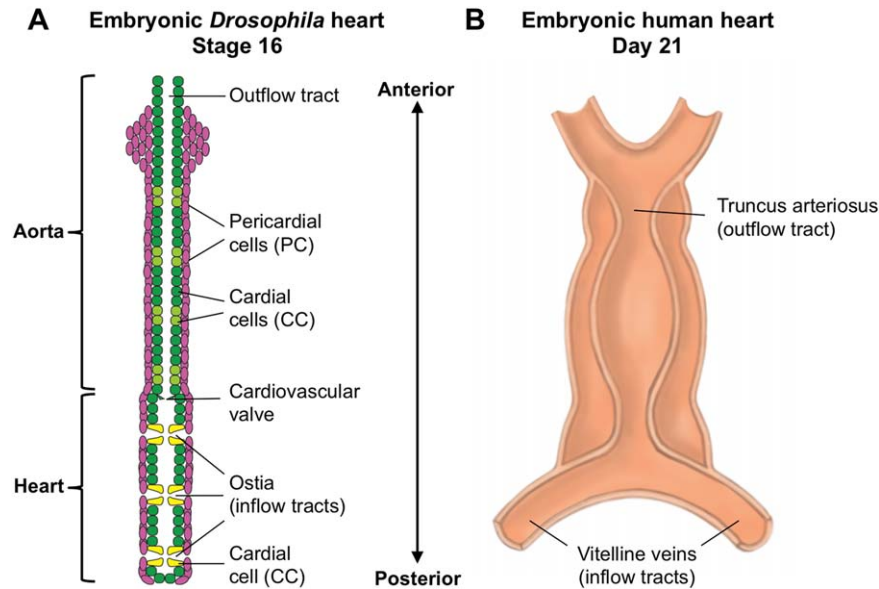 A
Embryonic Drosophila heart
Stage 16
Outflow tract
Aorta
Pericardial
cells (PC)
Cardial
cells (CC)
Cardiovascular
valve
Heart
Ostia
(inflow tracts)
Cardial
cell (CC)
Anterior
Posterior
B
Embryonic human heart
Day 21
Truncus arteriosus
(outflow tract)
Vitelline veins
(inflow tracts)